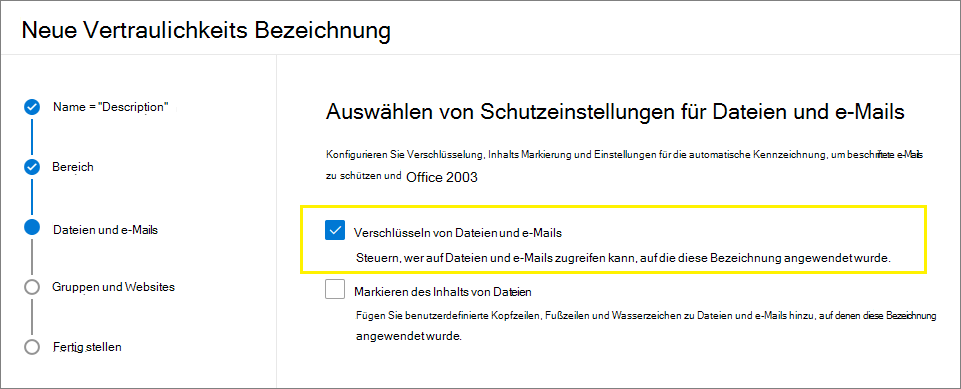 Neue Vertraulichkeits Bezeichnung
Name = "Description"
Bereich
Dateien und e-Mails
Gruppen und Websites
Fertig stellen
Auswählen von Schutzeinstellungen für Dateien und e-Mails
Konfigurieren Sie Verschlüsselung, Inhalts Markierung und Einstellungen für die automatische Kennzeichnung, um beschriftete e-Mails
zu schützen und Office 2003
Verschlüsseln von Dateien und e-Mails
Steuern, wer auf Dateien und e-Mails zugreifen kann, auf die diese Bezeichnung angewendet wurde.
Markieren des Inhalts von Dateien
Fügen Sie benutzerdefinierte Kopfzeilen, Fußzeilen und Wasserzeichen zu Dateien und e-Mails hinzu, auf denen diese Bezeichnung
angewendet wurde.